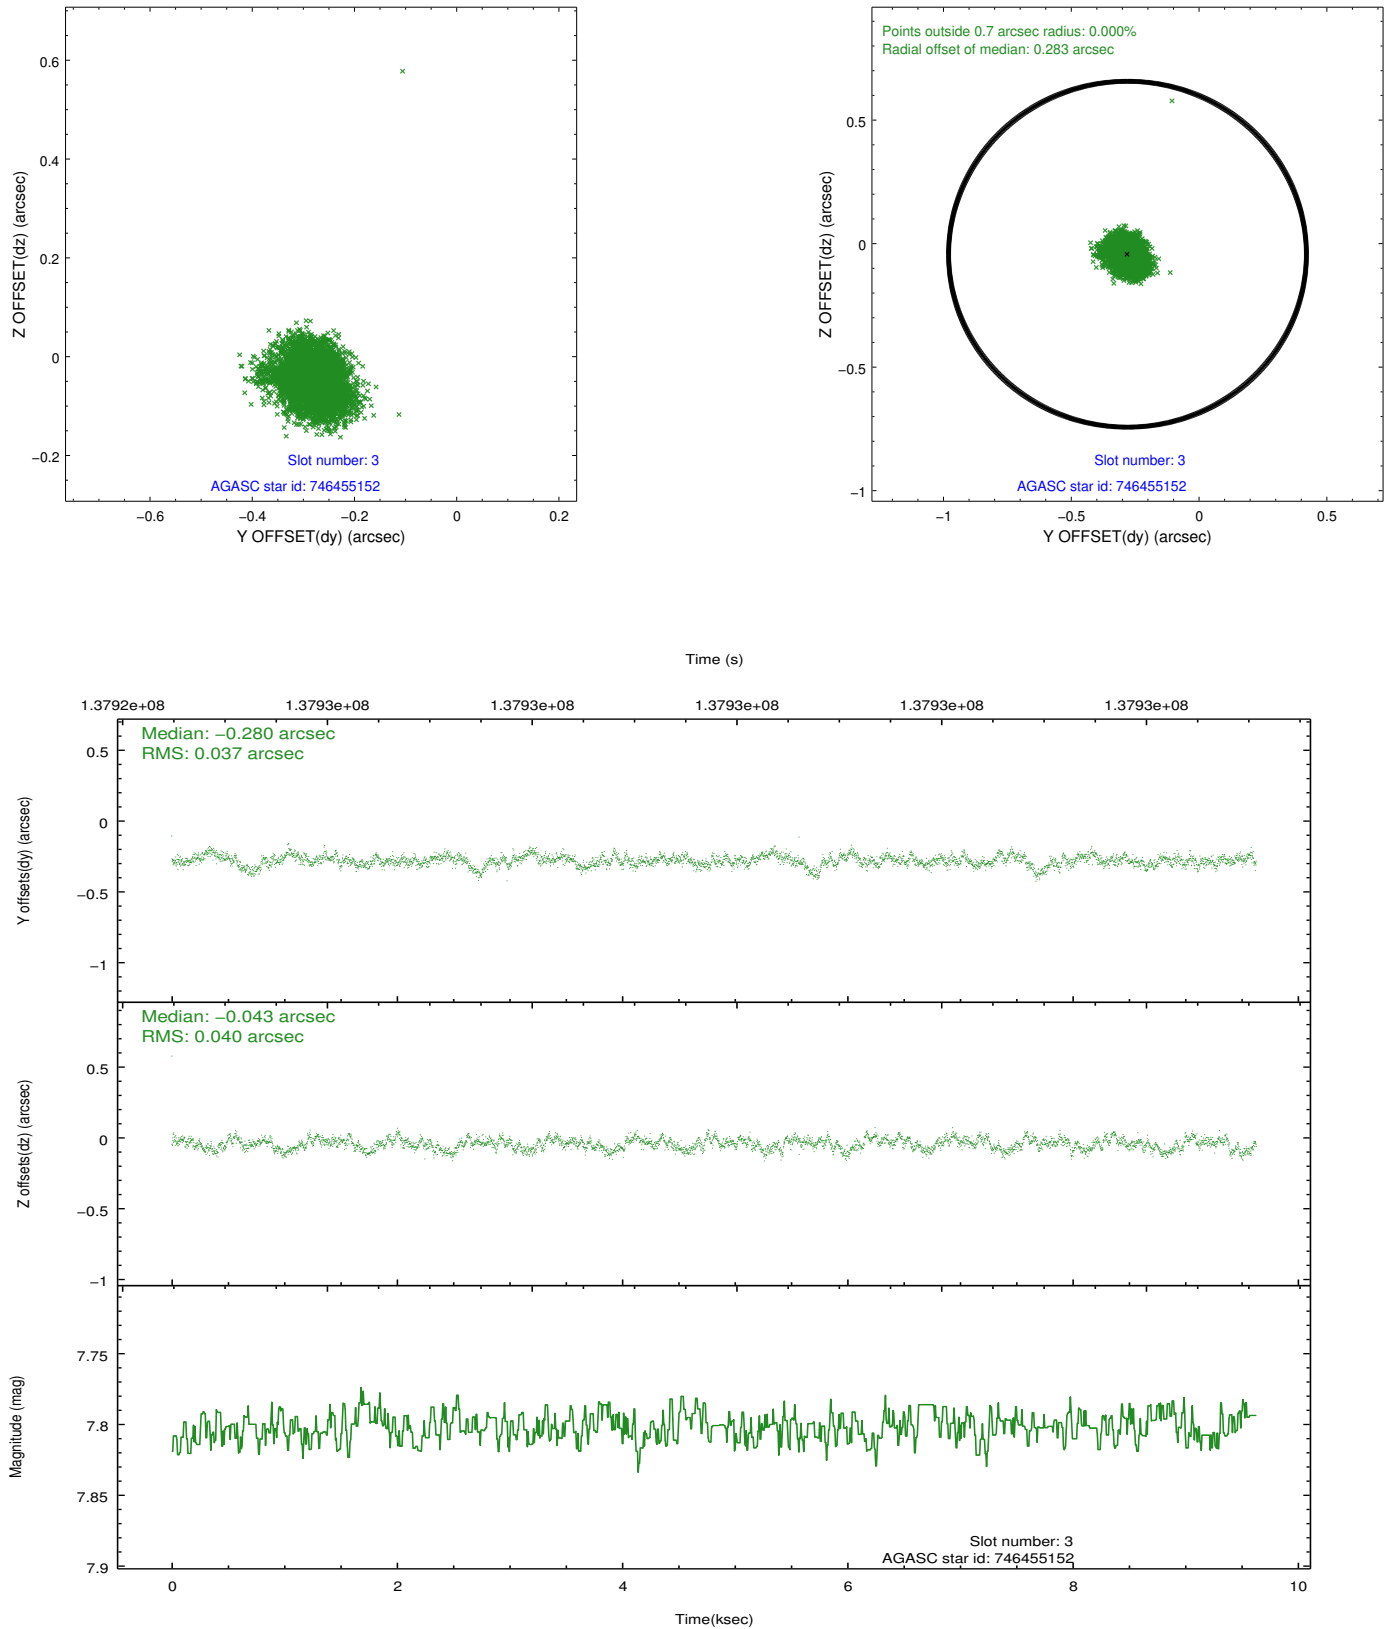 0.6
0.4
0.2
0
−0.2
Z OFFSET(dz) (arcsec)
Slot number: 3
AGASC star id: 746455152
−0.6 −0.4 −0.2 0 0.2
Y OFFSET(dy) (arcsec)
Points outside 0.7 arcsec radius: 0.000%
Radial offset of median: 0.283 arcsec
0.5
0
−0.5
−1
Z OFFSET(dz) (arcsec)
Slot number: 3
AGASC star id: 746455152
−1 −0.5 0 0.5
Y OFFSET(dy) (arcsec)
Time (s)
1.3792e+08 1.3793e+08 1.3793e+08 1.3793e+08 1.3793e+08 1.3793e+08
Median: −0.280 arcsec
RMS: 0.037 arcsec
0.5
0
−0.5
−1
Y offsets(dy) (arcsec)
Median: −0.043 arcsec
RMS: 0.040 arcsec
0.5
0
−0.5
−1
Z offsets(dz) (arcsec)
7.75
7.8
7.85
7.9
Magnitude (mag)
Slot number: 3
AGASC star id: 746455152
0 2 4 6 8 10
Time(ksec)